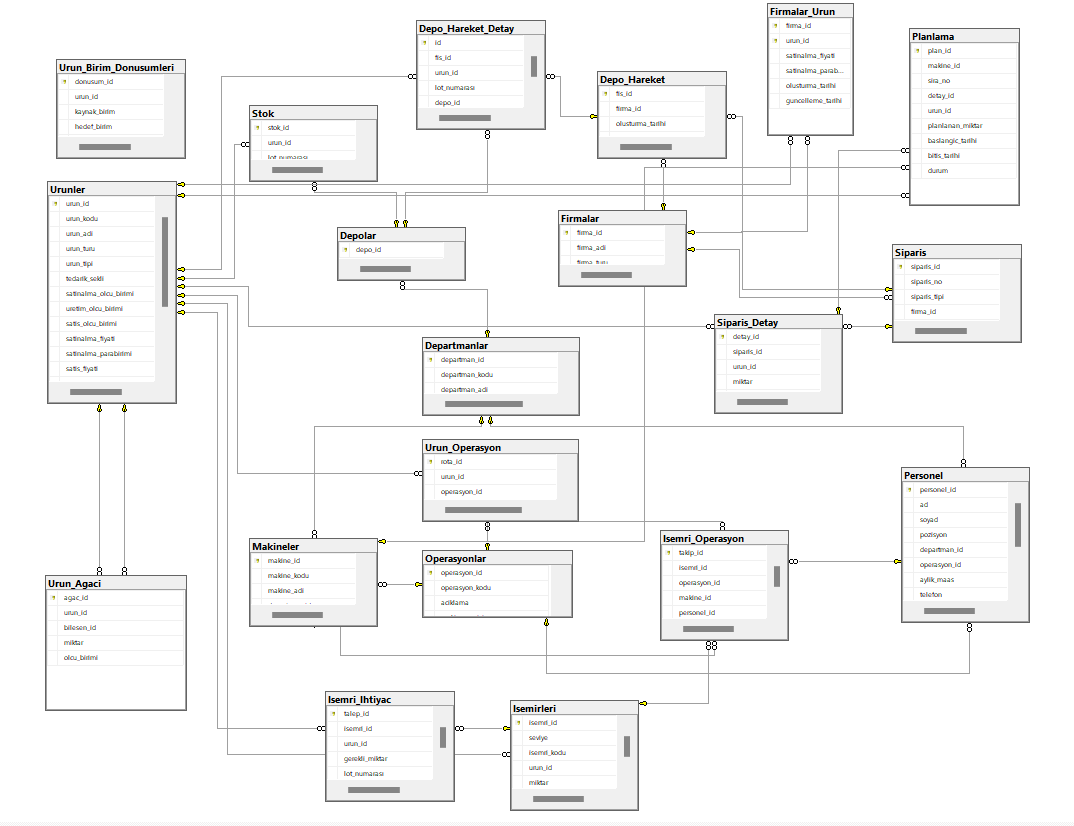 Urun_Birim_Donusumleri
donusum_id
urun_id
kaynak_birim
hedef_birim
Stok
stok_id
urun_id
lot_numarası
Depo_Hareket_Detay
id
fis_id
urun_id
lot_numarası
depo_id
Depo_Hareket
fis_id
firma_id
olusturma_tarihi
Firmalar_Urun
firma_id
urun_id
satinalma_fiyati
satinalma_parab...
olusturma_tarihi
guncelleme_tarihi
Planlama
plan_id
makine_id
sira_no
detay_id
urun_id
planlanan_miktar
baslangic_tarihi
bitis_tarihi
durum
Urunler
urun_id
urun_kodu
urun_adi
urun_turu
urun_tipi
tedarik_sekli
satinalma_olcu_birimi
uretim_olcu_birimi
satis_olcu_birimi
satinalma_fiyati
satinalma_parabirimi
satis_fiyati
Depolar
depo_id
Firmalar
firma_id
firma_adi
firma_turu
Siparis
siparis_id
siparis_no
siparis_tipi
firma_id
Siparis_Detay
detay_id
siparis_id
urun_id
miktar
Departmanlar
departman_id
departman_kodu
departman_adi
Urun_Operasyon
rota_id
urun_id
operasyon_id
Personel
personel_id
ad
soyad
pozisyon
departman_id
operasyon_id
aylik_maas
telefon
Makineler
makine_id
makine_kodu
makine_adi
Operasyonlar
operasyon_id
operasyon_kodu
aciklama
Isemri_Operasyon
takip_id
isemri_id
operasyon_id
makine_id
personel_id
Urun_Agaci
agac_id
urun_id
bilesen_id
miktar
olcu_birimi
Isemri_Ihtiyac
talep_id
isemri_id
urun_id
gerekli_miktar
lot_numarası
Isemirleri
isemri_id
seviye
isemri_kodu
urun_id
miktar